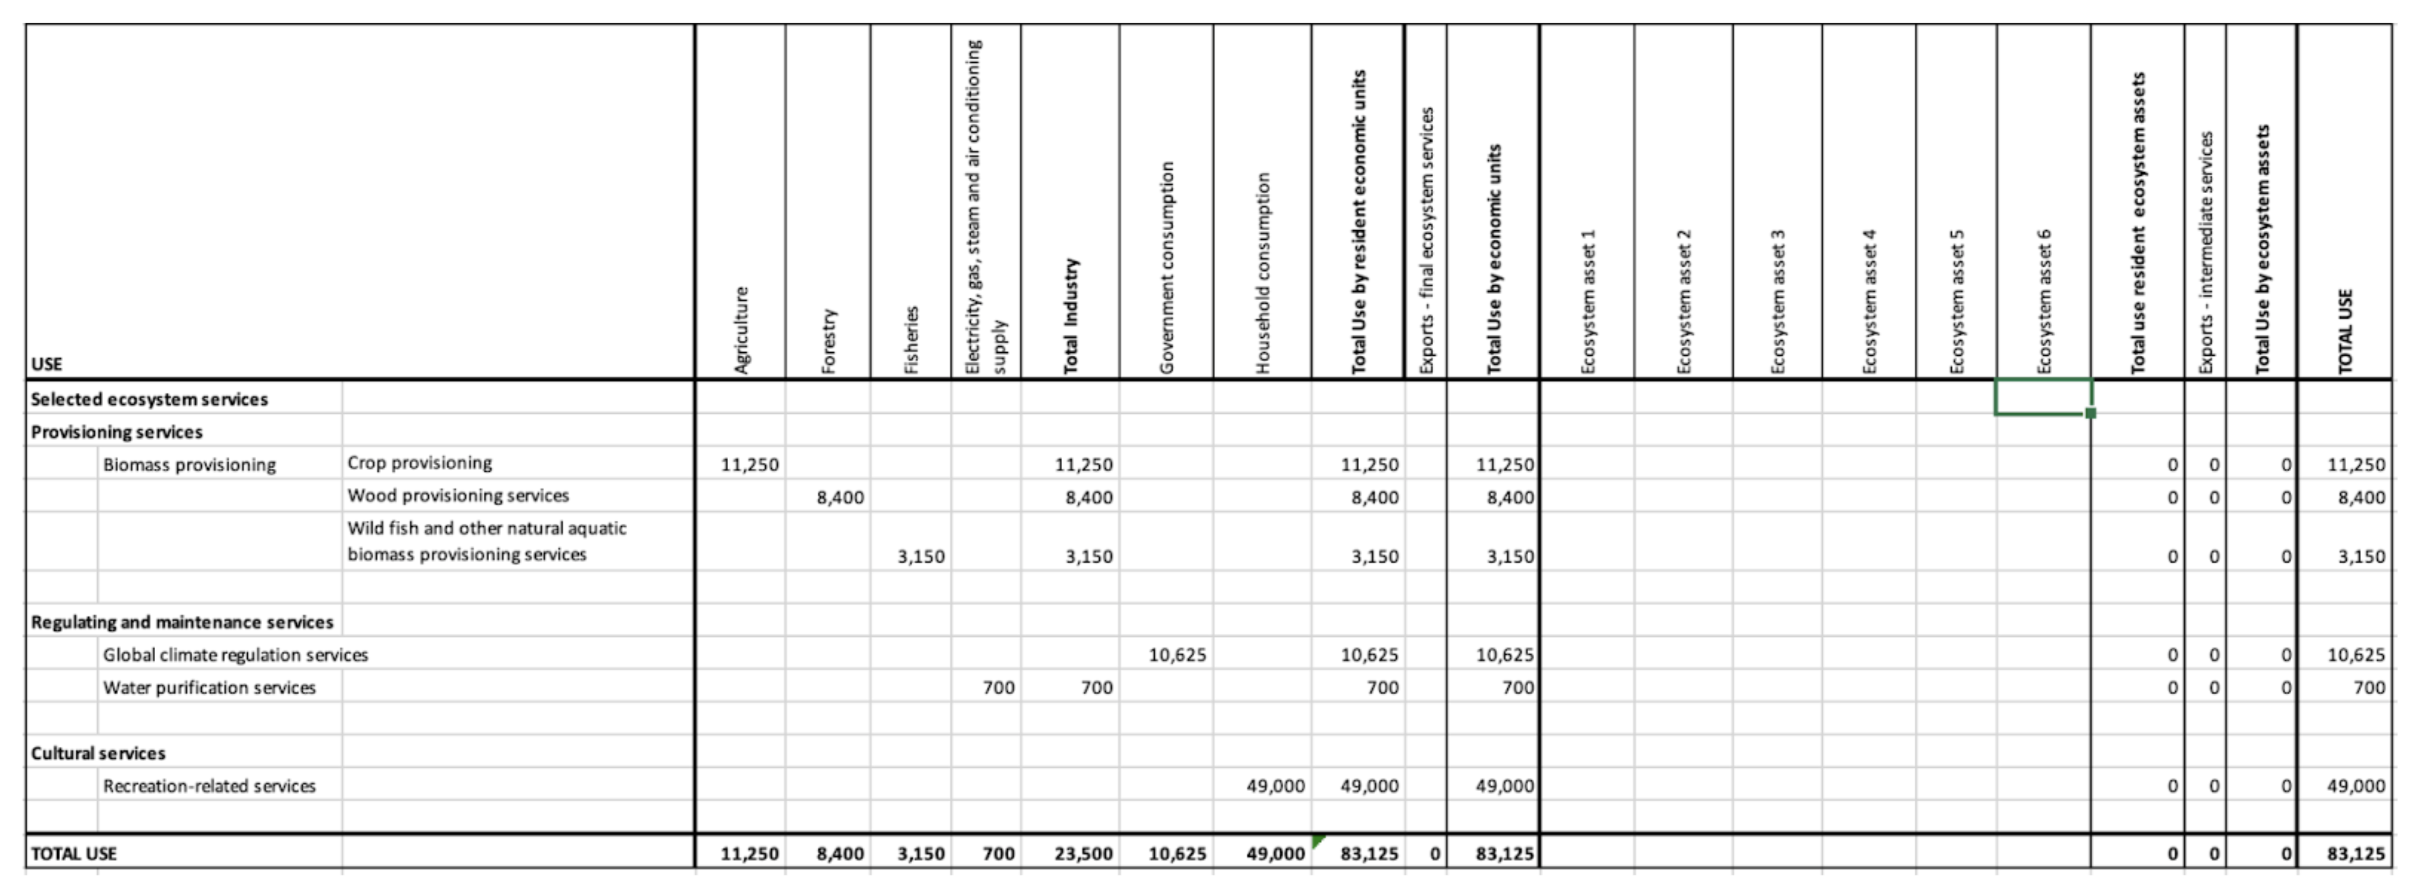 USE
Agriculture
Forestry
Fisheries
Electricity, gas, steam and air conditioning
supply
Total Industry
Government consumption
Household consumption
Total Use by resident economic units
Exports - final ecosystem services
Total Use by economic units
Ecosystem asset 1
Ecosystem asset 2
Ecosystem asset 3
Ecosystem asset 4
Ecosystem asset 5
Ecosystem asset 6
Total use resident ecosystem assets
Exports - intermediate services
Total Use by ecosystem assets
TOTAL USE
Selected ecosystem services
Provisioning services
Biomass provisioning Crop provisioning 11,250 11,250 11,250 11,250 0 0 0 11,250
Wood provisioning services 8,400 8,400 8,400 8,400 0 0 0 8,400
Wild fish and other natural aquatic
biomass provisioning services 3,150 3,150 3,150 3,150 0 0 0 3,150
Regulating and maintenance services
Global climate regulation services 10,625 10,625 10,625 0 0 0 10,625
Water purification services 700 700 700 700 0 0 0 700
Cultural services
Recreation-related services 49,000 49,000 49,000 0 0 0 49,000
TOTAL USE 11,250 8,400 3,150 700 23,500 10,625 49,000 83,125 0 83,125 0 0 0 83,125